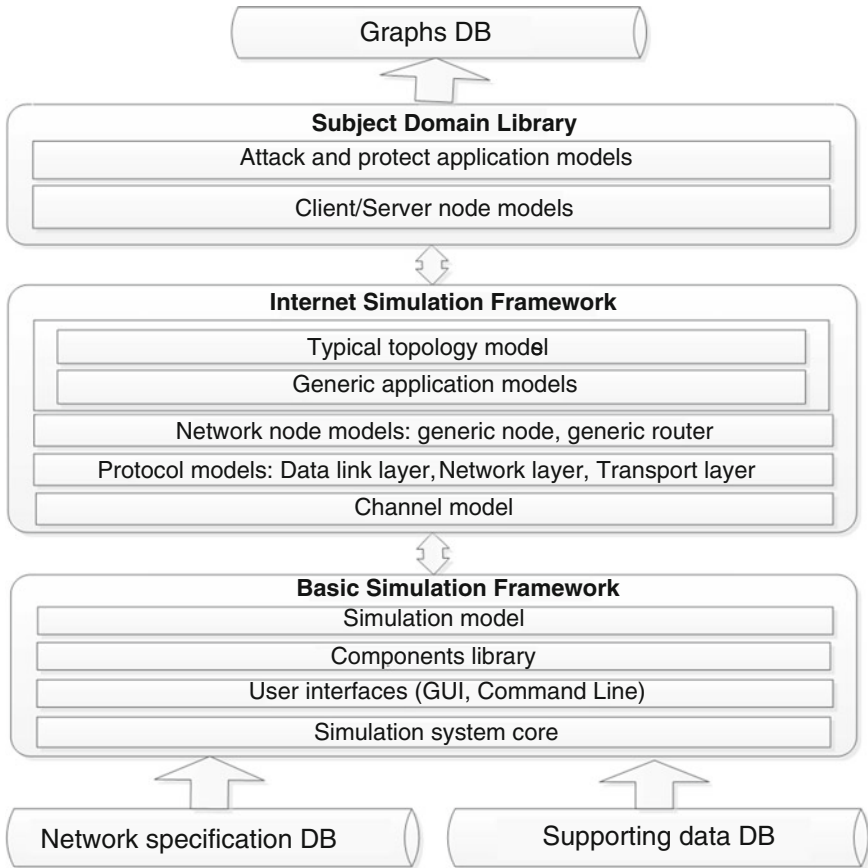 Graphs DB
Subject Domain Library
Attack and protect application models
Client/Server node models
Internet Simulation Framework
Typical topology model
Generic application models
Network node models: generic node, generic router
Protocol models: Data link layer, Network layer, Transport layer
Channel model
Basic Simulation Framework
Simulation model
Components library
User interfaces (GUI, Command Line)
Simulation system core
Network specification DB
Supporting data DB